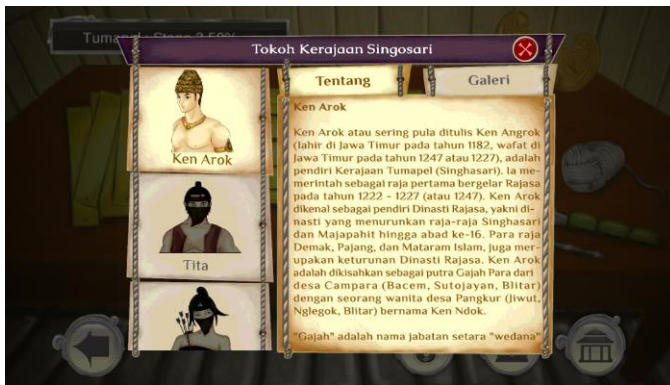 Tokoh Kerajaan Singosari
Tentang
Galeri
Ken Arok
Tita
Ken Arok
Ken Arok atau sering pula ditulis Ken Angrok
(lahir di Jawa Timur pada tahun 1182, wafat di
Jawa Timur pada tahun 1247 atau 1227), adalah
pendiri Kerajaan Tumapel (Singhasari). Ia me-
merintah sebagai raja pertama bergelar Rajasa
pada tahun 1222 - 1227 (atau 1247). Ken Arok
dikenal sebagai pendiri Dinasti Rajasa, yakni di-
nasti yang menurunkan raja-raja Singhasari
dan Majapahit hingga abad ke-16. Para raja
Demak, Pajang, dan Mataram Islam, juga mer-
upakan keturunan Dinasti Rajasa. Ken Arok
adalah dikisahkan sebagai putra Gajah Para dari
desa Campara (Bacem, Sutojayan, Blitar)
dengan seorang wanita desa Pangkur (Jiwut,
Nglegok, Blitar) bernama Ken Ndok.
"Gajah" adalah nama jabatan setara "wedana"